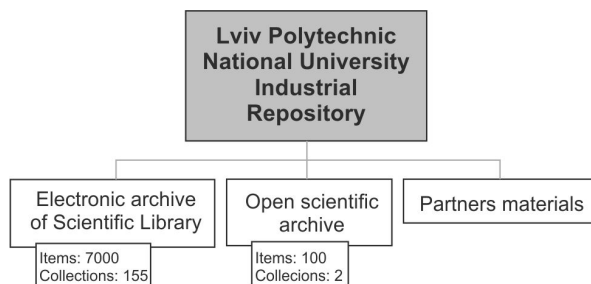 Lviv Polytechnic
National University
Industrial
Repository
Electronic archive
of Scientific Library
Open scientific
archive
Partners materials
Items: 7000
Collections: 155
Items: 100
Collecions: 2